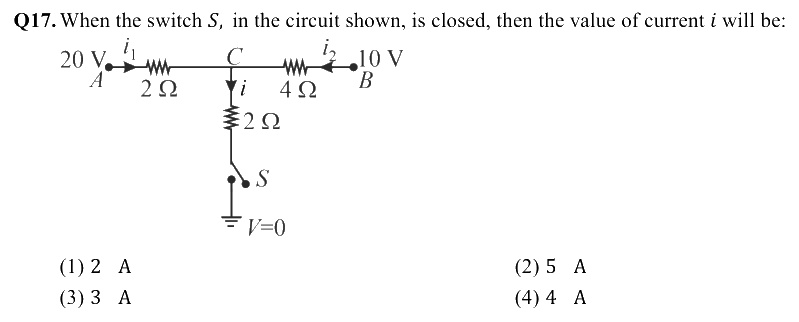 Q17. When the switch S, in the circuit shown, is closed, then the value of current i will be:
20 V i₁ C i₂ 10 V
A 2 Ω i 4 Ω B
2 Ω
S
V=0
(1) 2 A (2) 5 A
(3) 3 A (4) 4 A